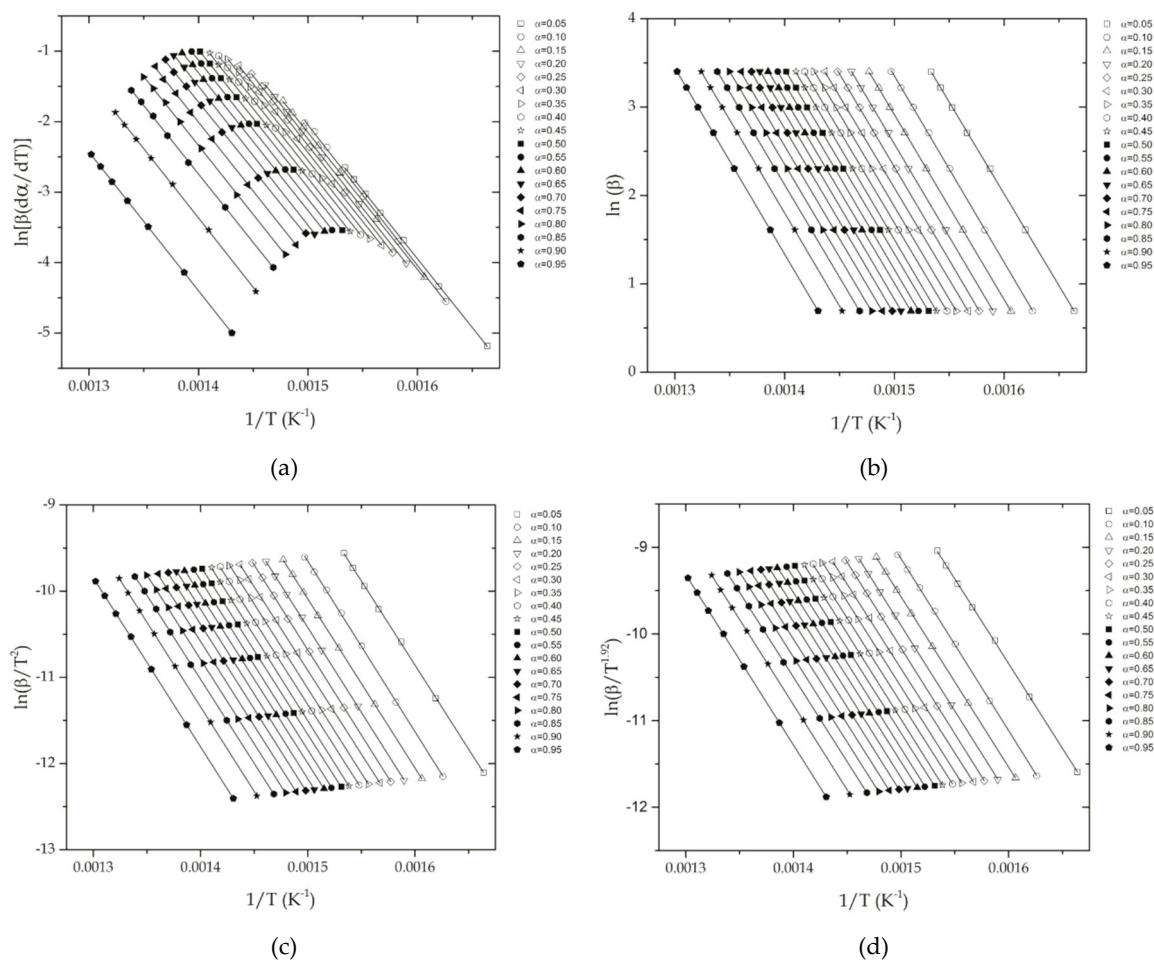 ln[β(dα/dT)]
-1
-2
-3
-4
-5
0.0013 0.0014 0.0015 0.0016
1/T (K⁻¹)
α=0.05
α=0.10
α=0.15
α=0.20
α=0.25
α=0.30
α=0.35
α=0.40
α=0.45
α=0.50
α=0.55
α=0.60
α=0.65
α=0.70
α=0.75
α=0.80
α=0.85
α=0.90
α=0.95
(a)
ln (β)
4
3
2
1
0
0.0013 0.0014 0.0015 0.0016
1/T (K⁻¹)
α=0.05
α=0.10
α=0.15
α=0.20
α=0.25
α=0.30
α=0.35
α=0.40
α=0.45
α=0.50
α=0.55
α=0.60
α=0.65
α=0.70
α=0.75
α=0.80
α=0.85
α=0.90
α=0.95
(b)
ln(β/T²)
-9
-10
-11
-12
-13
0.0013 0.0014 0.0015 0.0016
1/T (K⁻¹)
α=0.05
α=0.10
α=0.15
α=0.20
α=0.25
α=0.30
α=0.35
α=0.40
α=0.45
α=0.50
α=0.55
α=0.60
α=0.65
α=0.70
α=0.75
α=0.80
α=0.85
α=0.90
α=0.95
(c)
ln(β/T¹·⁹²)
-9
-10
-11
-12
0.0013 0.0014 0.0015 0.0016
1/T (K⁻¹)
α=0.05
α=0.10
α=0.15
α=0.20
α=0.25
α=0.30
α=0.35
α=0.40
α=0.45
α=0.50
α=0.55
α=0.60
α=0.65
α=0.70
α=0.75
α=0.80
α=0.85
α=0.90
α=0.95
(d)